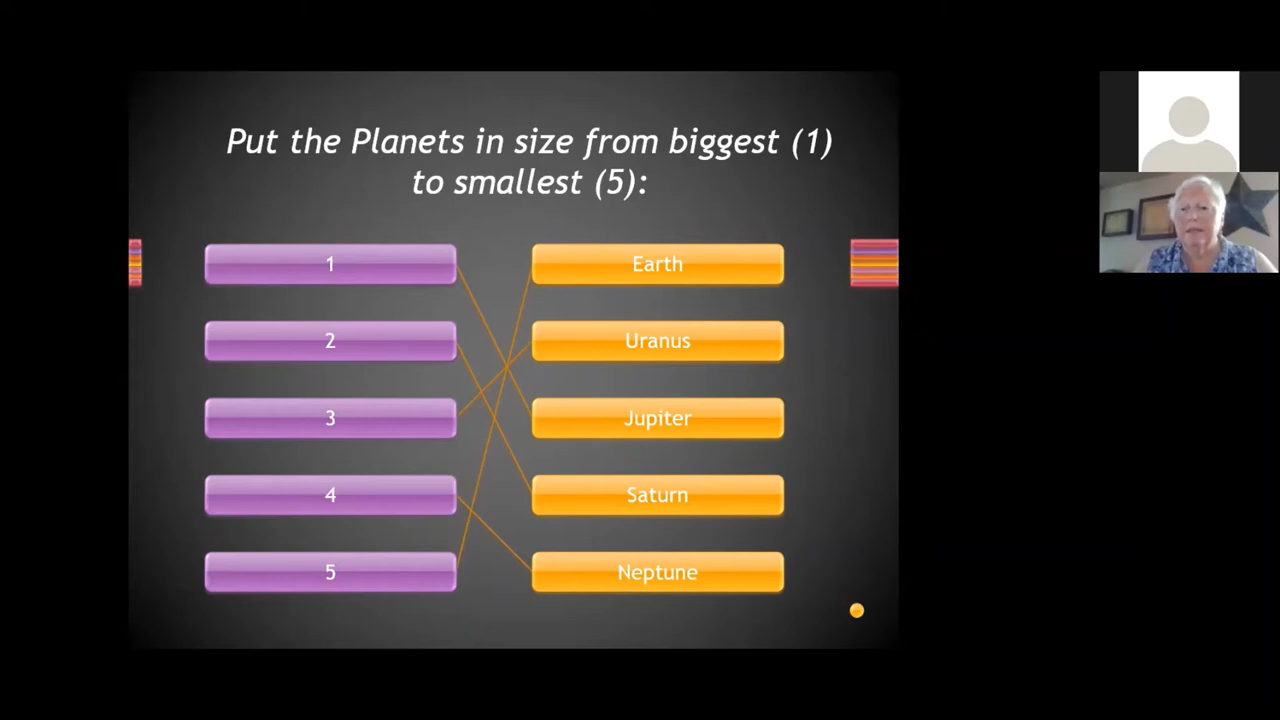 Put the Planets in size from biggest (1)
to smallest (5):
1
Earth
2
Uranus
3
Jupiter
4
Saturn
5
Neptune